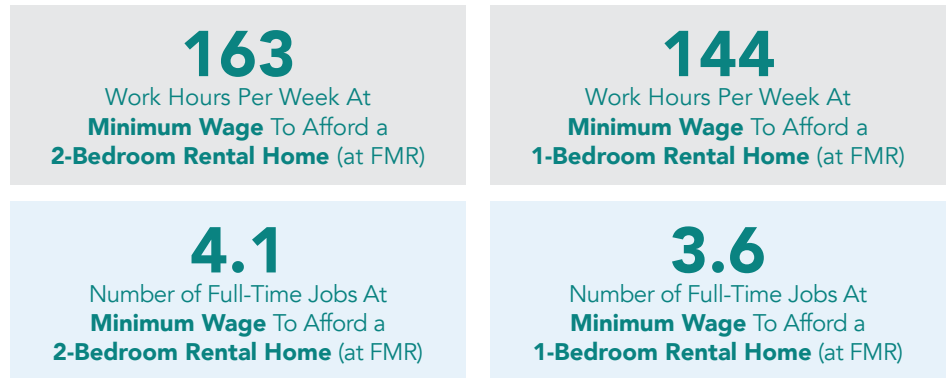 163
Work Hours Per Week At
Minimum Wage To Afford a
2-Bedroom Rental Home (at FMR)
144
Work Hours Per Week At
Minimum Wage To Afford a
1-Bedroom Rental Home (at FMR)
4.1
Number of Full-Time Jobs At
Minimum Wage To Afford a
2-Bedroom Rental Home (at FMR)
3.6
Number of Full-Time Jobs At
Minimum Wage To Afford a
1-Bedroom Rental Home (at FMR)